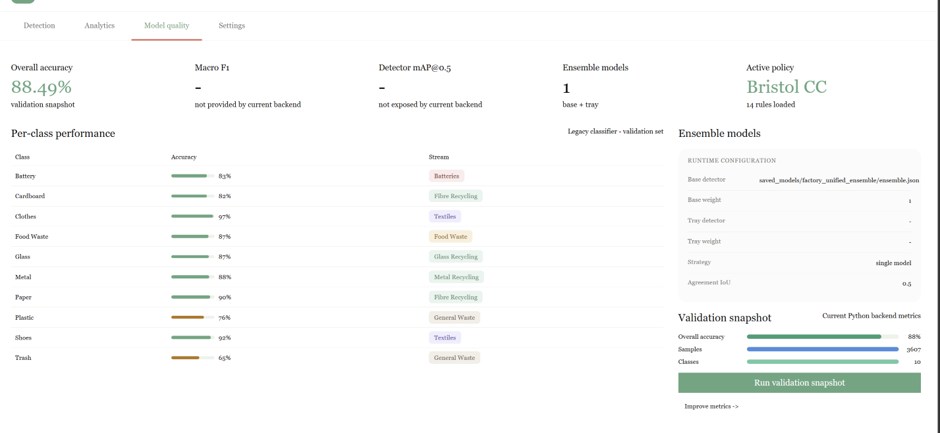 Detection Analytics Model quality Settings
Overall accuracy
88.49%
validation snapshot
Macro F1
-
not provided by current backend
Detector mAP@0.5
-
not exposed by current backend
Ensemble models
1
base + tray
Active policy
Bristol CC
14 rules loaded
Per-class performance
Legacy classifier - validation set
Class Accuracy Stream
Battery 83% Batteries
Cardboard 82% Fibre Recycling
Clothes 97% Textiles
Food Waste 87% Food Waste
Glass 87% Glass Recycling
Metal 88% Metal Recycling
Paper 90% Fibre Recycling
Plastic 76% General Waste
Shoes 92% Textiles
Trash 65% General Waste
Ensemble models
RUNTIME CONFIGURATION
Base detector saved_models/factory_unified_ensemble/ensemble.json
Base weight 1
Tray detector -
Tray weight -
Strategy single model
Agreement IoU 0.5
Validation snapshot Current Python backend metrics
Overall accuracy 88%
Samples 3607
Classes 10
Run validation snapshot
Improve metrics ->